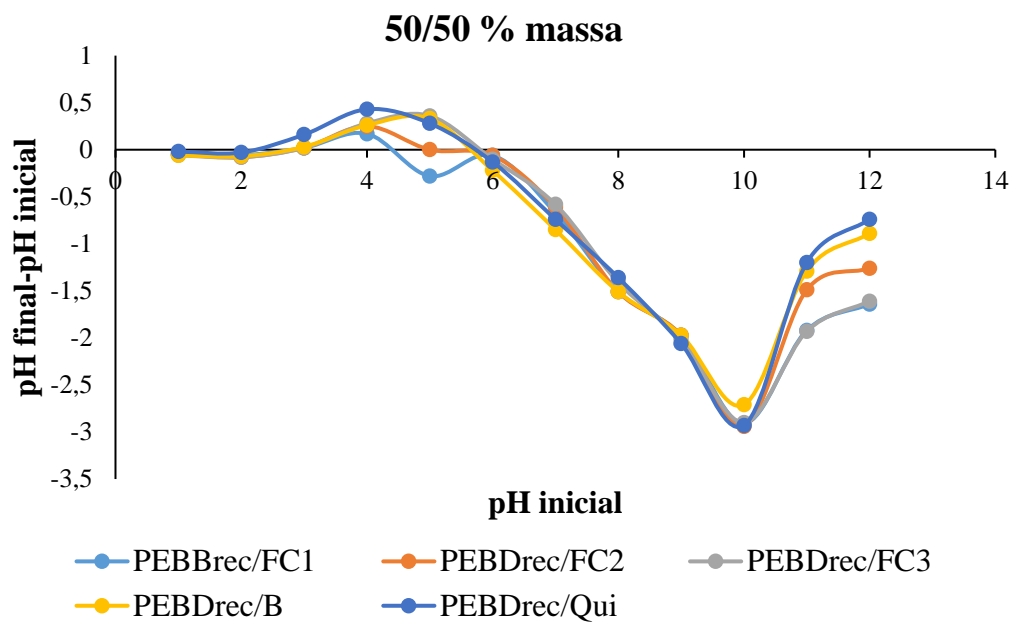 50/50 % massa
1
0,5
0
-0,5
-1
-1,5
-2
-2,5
-3
-3,5
0 2 4 6 8 10 12 14
pH final-pH inicial
pH inicial
PEBBrec/FC1 PEBDrec/FC2 PEBDrec/FC3
PEBDrec/B PEBDrec/Qui